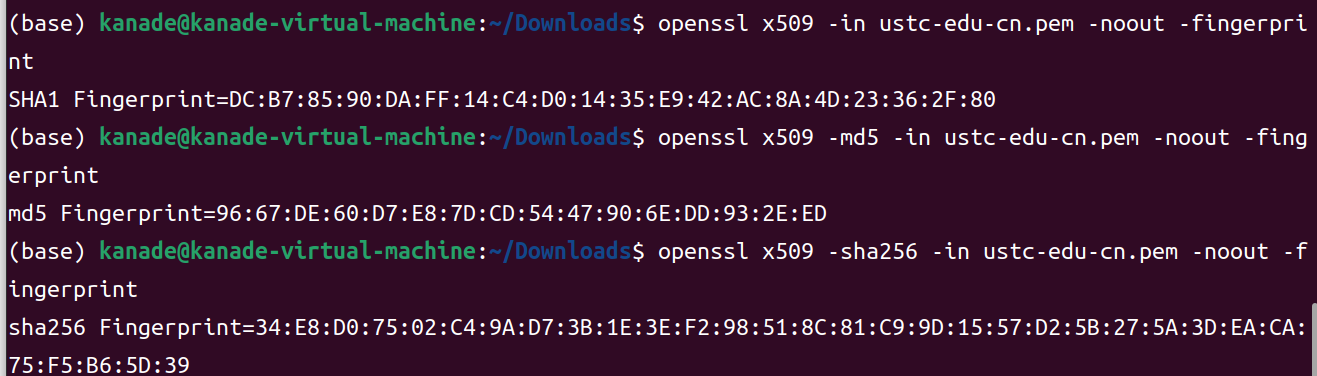 (base) kanade@kanade-virtual-machine:~/Downloads$ openssl x509 -in ustc-edu-cn.pem -noout -fingerpri
nt
SHA1 Fingerprint=DC:B7:85:90:DA:FF:14:C4:D0:14:35:E9:42:AC:8A:4D:23:36:2F:80
(base) kanade@kanade-virtual-machine:~/Downloads$ openssl x509 -md5 -in ustc-edu-cn.pem -noout -fing
erprint
md5 Fingerprint=96:67:DE:60:D7:E8:7D:CD:54:47:90:6E:DD:93:2E:ED
(base) kanade@kanade-virtual-machine:~/Downloads$ openssl x509 -sha256 -in ustc-edu-cn.pem -noout -f
ingerprint
sha256 Fingerprint=34:E8:D0:75:02:C4:9A:D7:3B:1E:3E:F2:98:51:8C:81:C9:9D:15:57:D2:5B:27:5A:3D:EA:CA:
75:F5:B6:5D:39